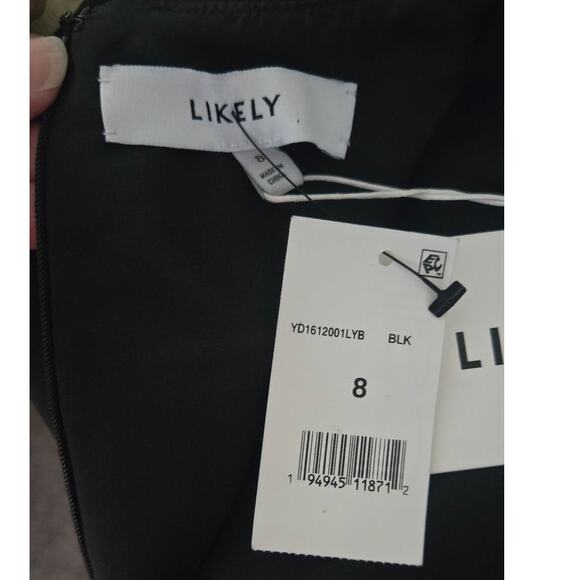 LIKELY
8
MADE IN
CHINA
YD1612001LYB BLK
LI
8
1 94945 11871 2